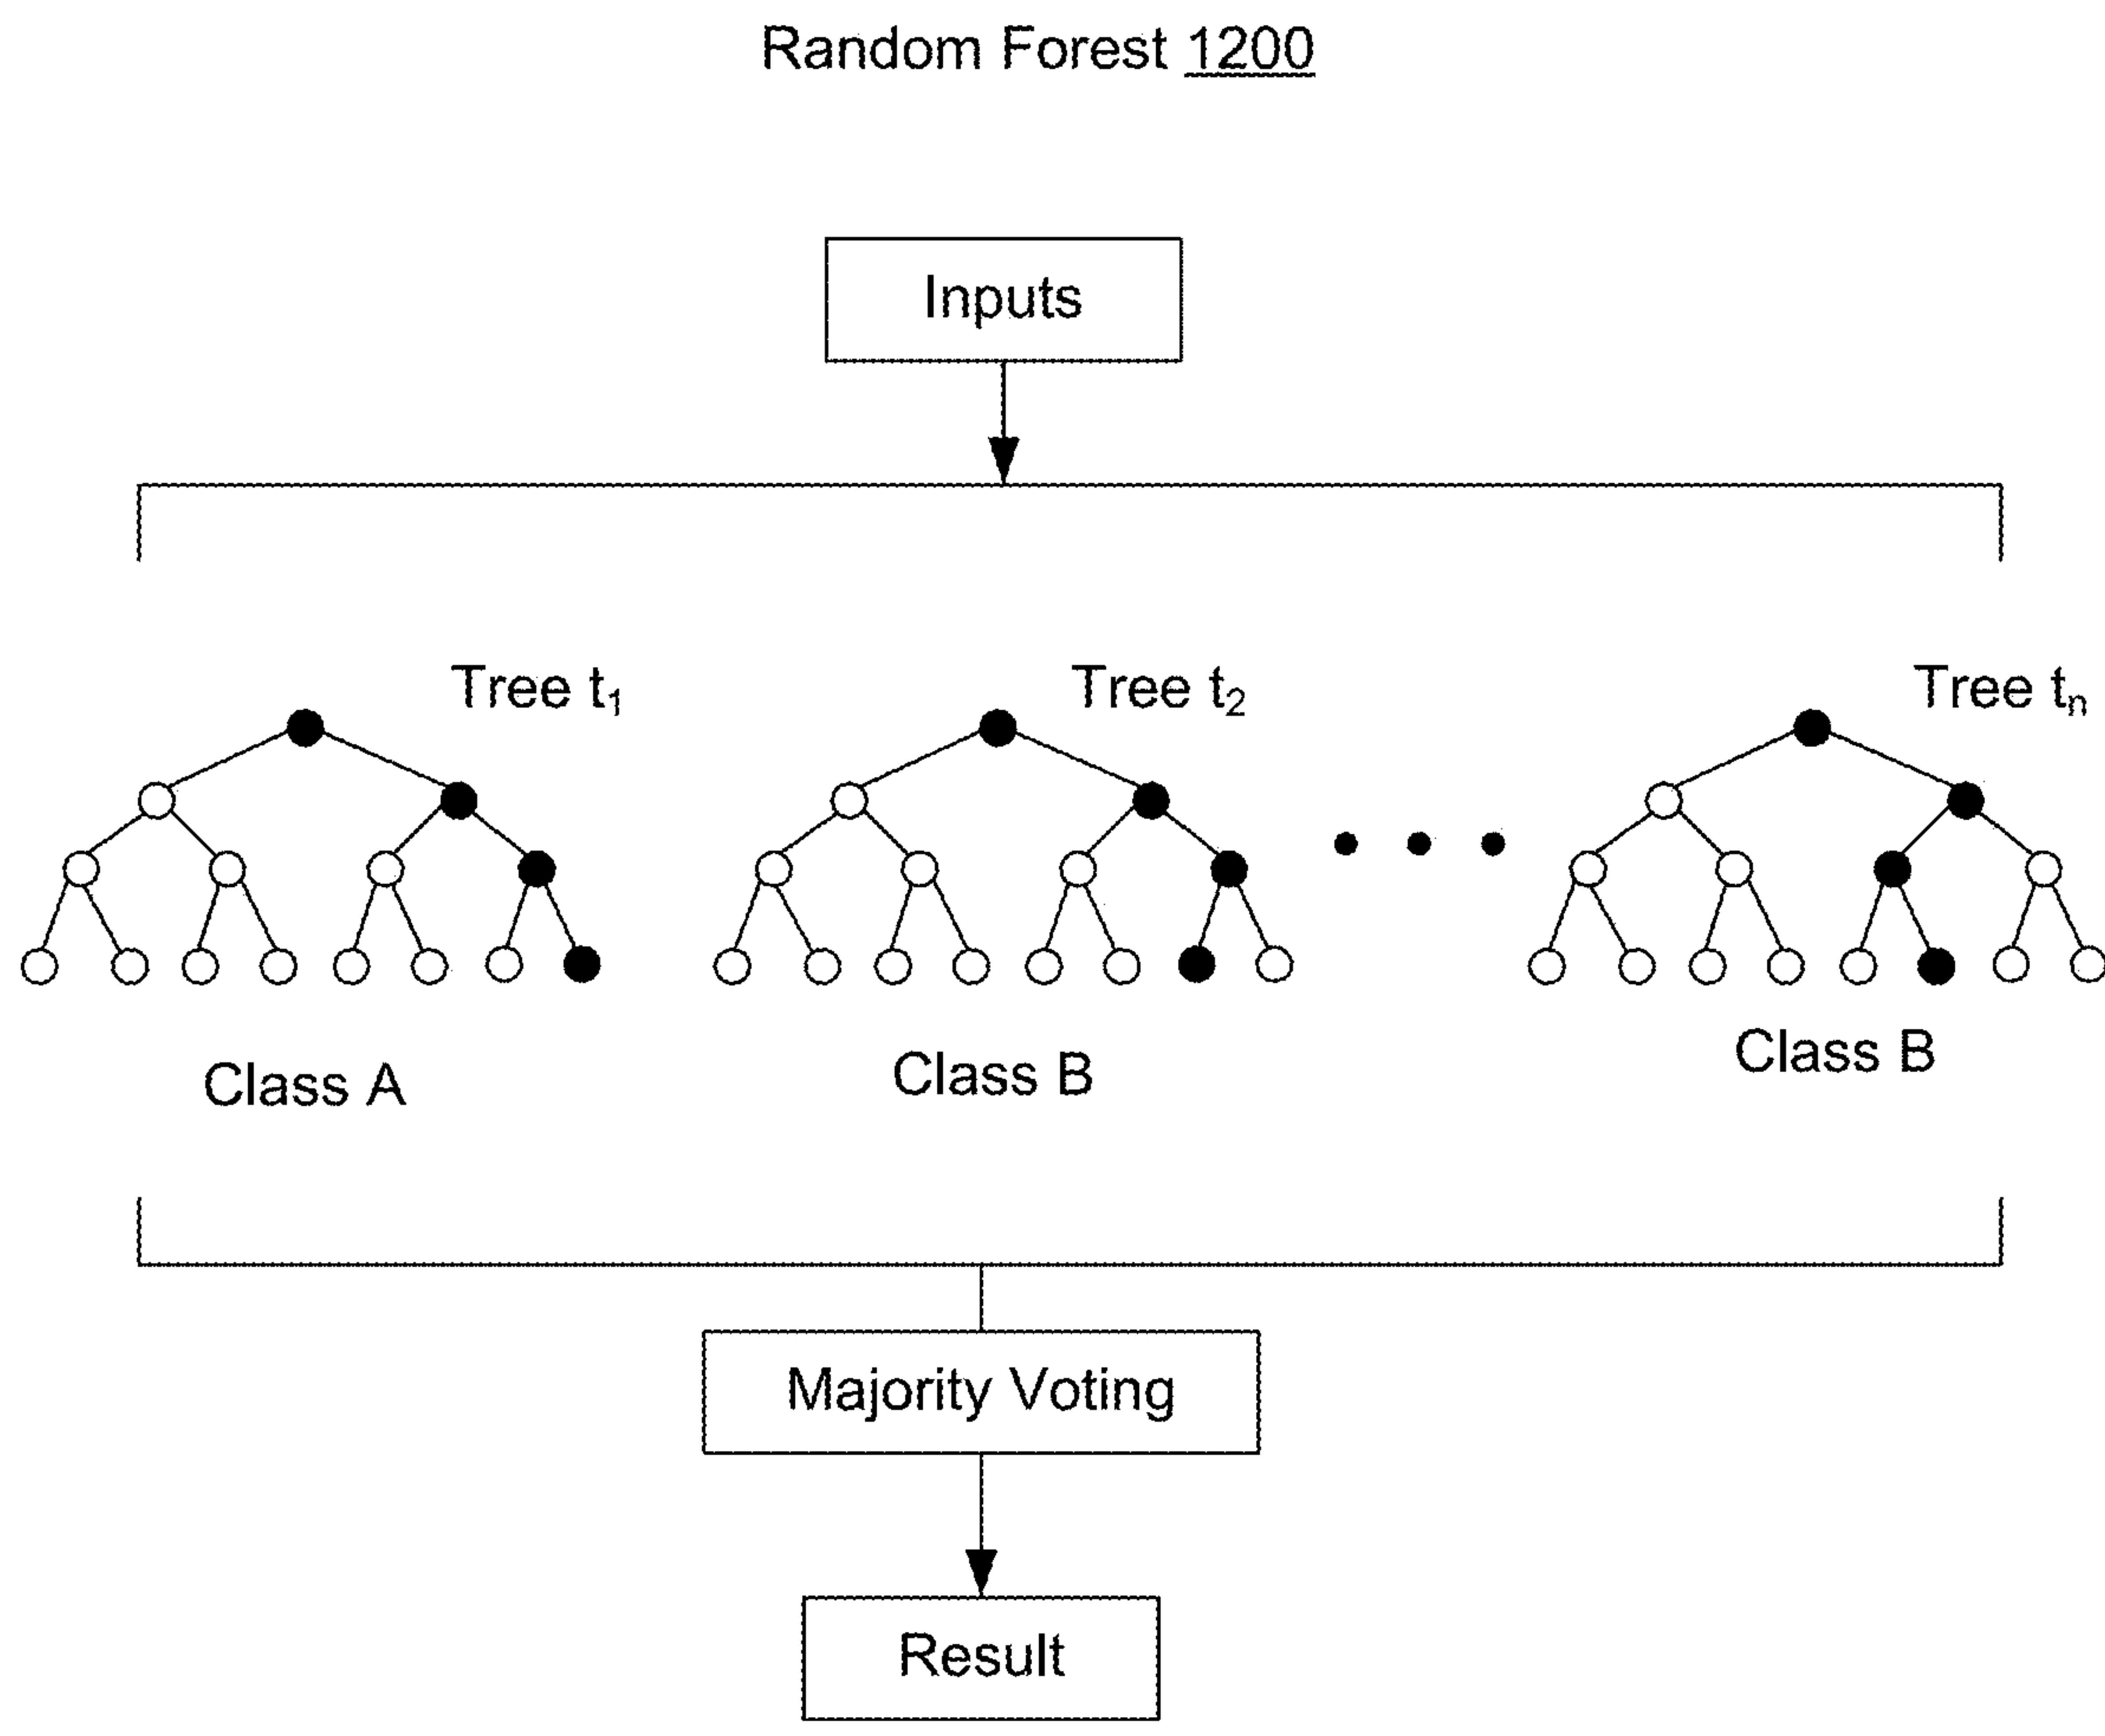 Random Forest 1200
Inputs
Tree t₁ Tree t₂ Tree tₙ
Class A Class B Class B
Majority Voting
Result